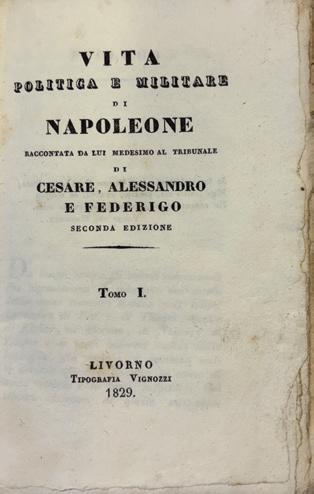 VITA
POLITICA E MILITARE
DI
NAPOLEONE
RACCONTATA DA LUI MEDESIMO AL TRIBUNALE
DI
CESARE, ALESSANDRO
E FEDERIGO
SECONDA EDIZIONE
TOMO I.
LIVORNO
TIPOGRAFIA VIGNOZZI
1829.